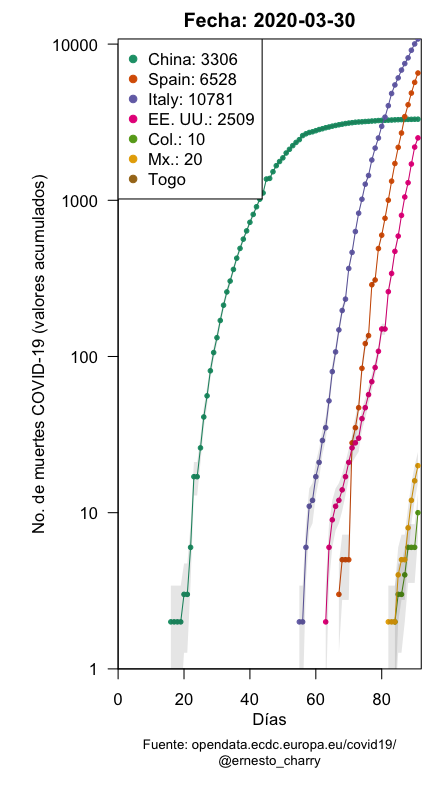 Fecha: 2020-03-30
No. de muertes COVID-19 (valores acumulados)
10000
1000
100
10
1
China: 3306
Spain: 6528
Italy: 10781
EE. UU.: 2509
Col.: 10
Mx.: 20
Togo
0 20 40 60 80
Días
Fuente: opendata.ecdc.europa.eu/covid19/
@ernesto_charry